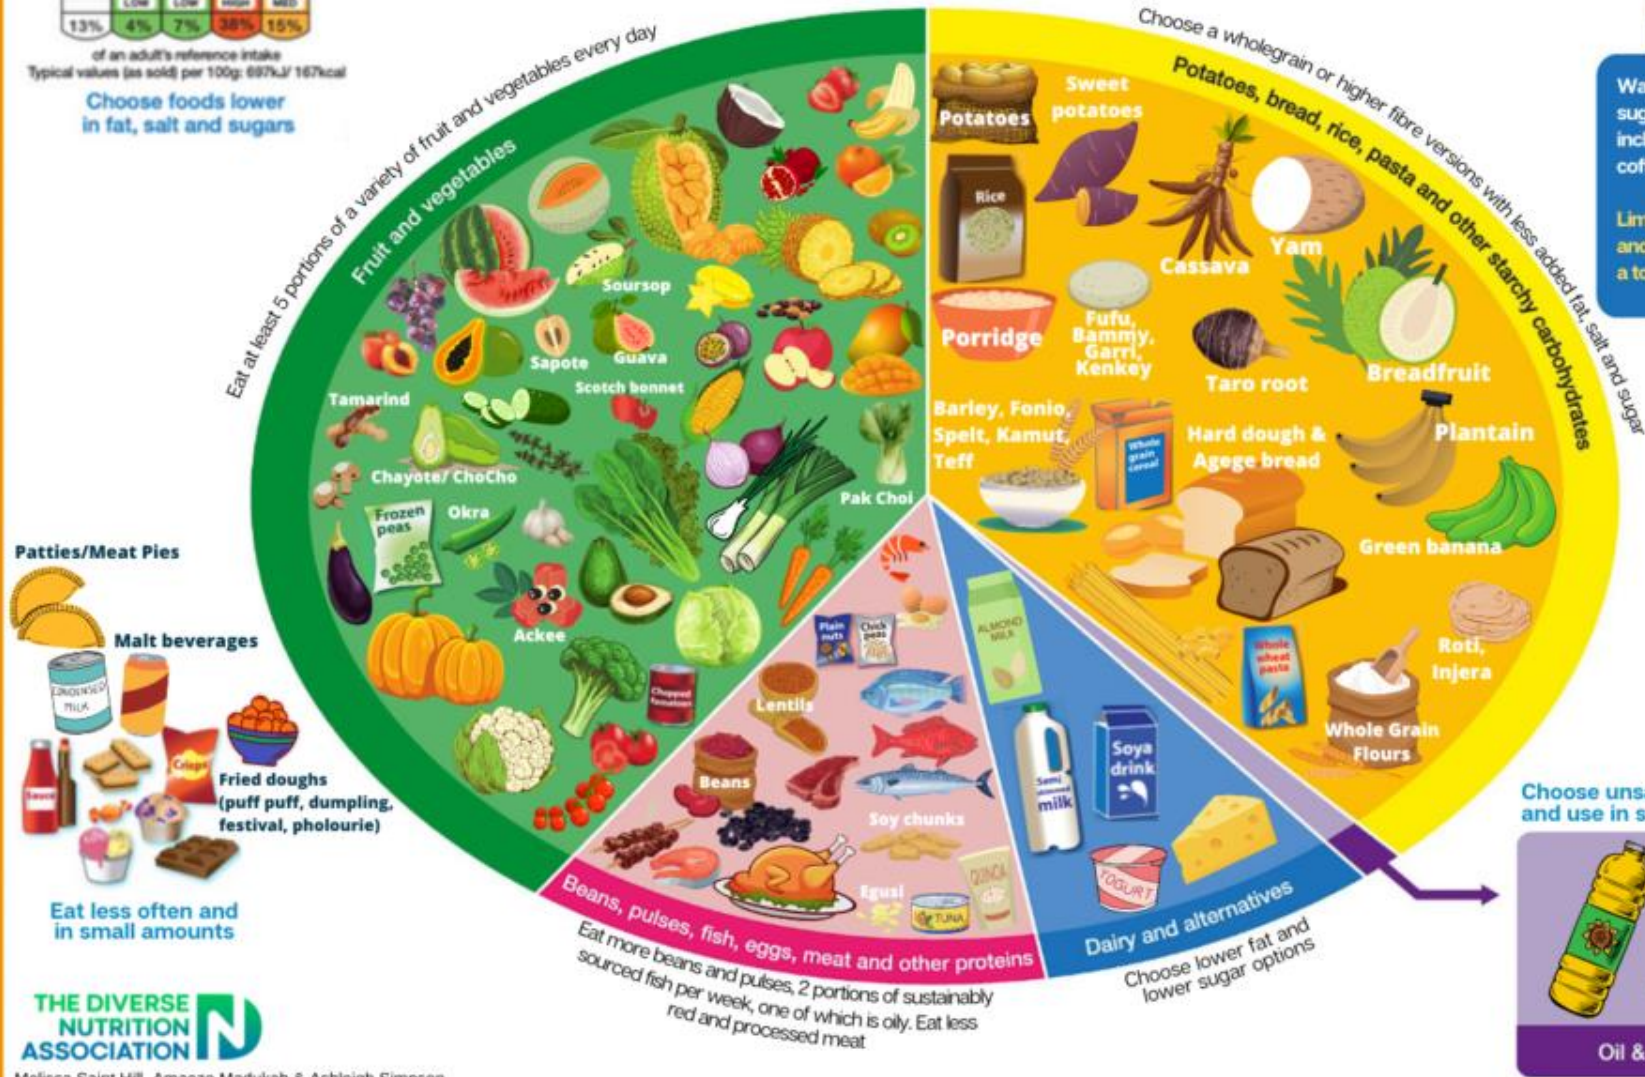 LOW LOW HIGH MED
13% 4% 7% 38% 15%
of an adult's reference intake
Typical values (as sold) per 100g: 697kJ/ 167kcal
Choose foods lower
in fat, salt and sugars
Eat at least 5 portions of a variety of fruit and vegetables every day
Fruit and vegetables
Soursop
Sapote
Guava
Scotch bonnet
Tamarind
Chayote/ ChoCho
Pak Choi
Frozen
peas
Okra
Ackee
Chopped
tomatoes
Choose a wholegrain or higher fibre versions with less added fat, salt and sugar
Potatoes, bread, rice, pasta and other starchy carbohydrates
Potatoes
Sweet
potatoes
Rice
Cassava
Yam
Porridge
Fufu,
Bammy,
Garri,
Kenkey
Taro root
Breadfruit
Barley, Fonio,
Spelt, Kamut,
Teff
Whole
grain
cereal
Hard dough &
Agege bread
Plantain
Green banana
Whole
wheat
pasta
Roti,
Injera
Whole Grain
Flours
Plain
nuts
Chick
peas
Lentils
Beans
Soy chunks
Egusi
TUNA
QUINOA
Beans, pulses, fish, eggs, meat and other proteins
Eat more beans and pulses, 2 portions of sustainably
sourced fish per week, one of which is oily. Eat less
red and processed meat
ALMOND
MILK
Semi
skimmed
milk
Soya
drink
YOGURT
Dairy and alternatives
Choose lower fat and
lower sugar options
Patties/Meat Pies
Malt beverages
CONDENSED
MILK
Sauce
Crisps
Fried doughs
(puff puff, dumpling,
festival, pholourie)
Eat less often and
in small amounts
THE DIVERSE
NUTRITION
ASSOCIATION
Choose
and use in
Oil &